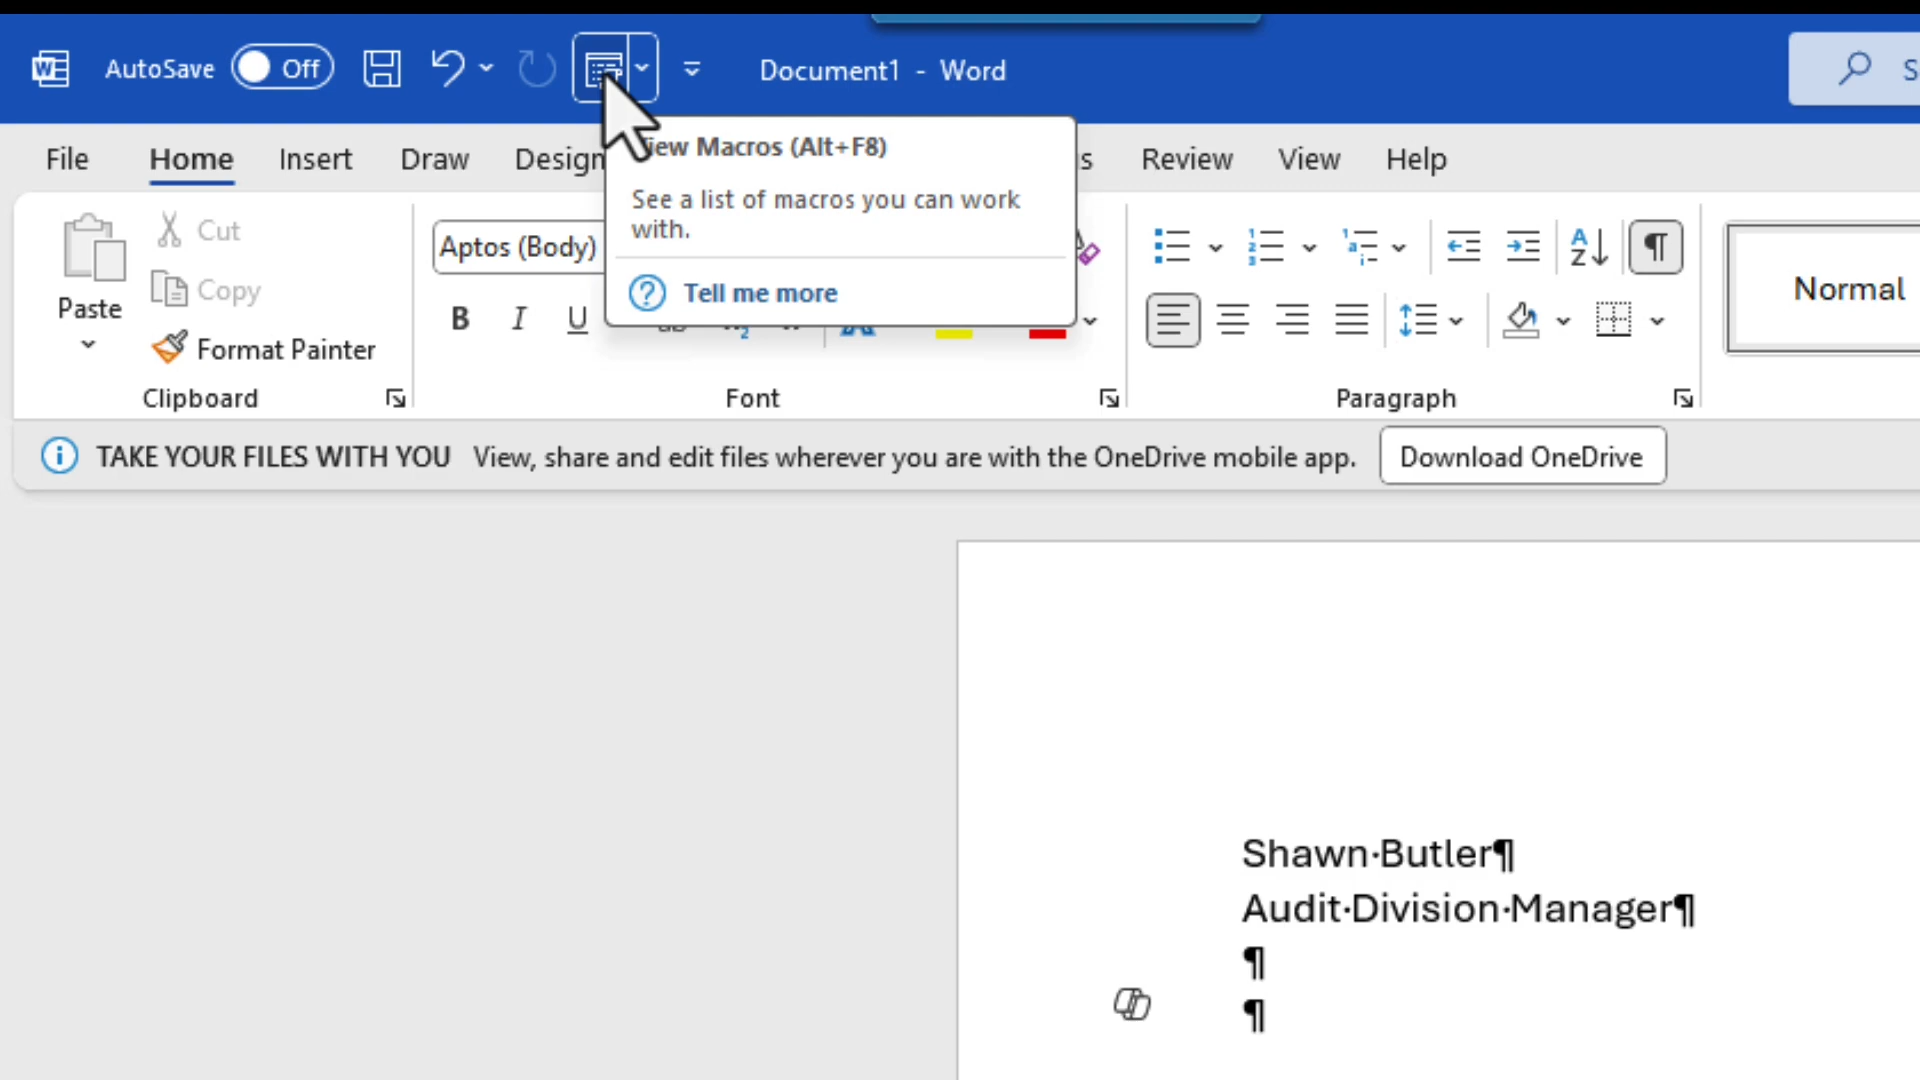 AutoSave Off Document1 - Word S
File Home Insert Draw Design Review View Help
View Macros (Alt+F8)
See a list of macros you can work
with.
Tell me more
Paste
Cut
Copy
Format Painter
Clipboard
Aptos (Body)
B I U
Font
Paragraph
Normal
TAKE YOUR FILES WITH YOU View, share and edit files wherever you are with the OneDrive mobile app. Download OneDrive
Shawn·Butler¶
Audit·Division·Manager¶
¶
¶